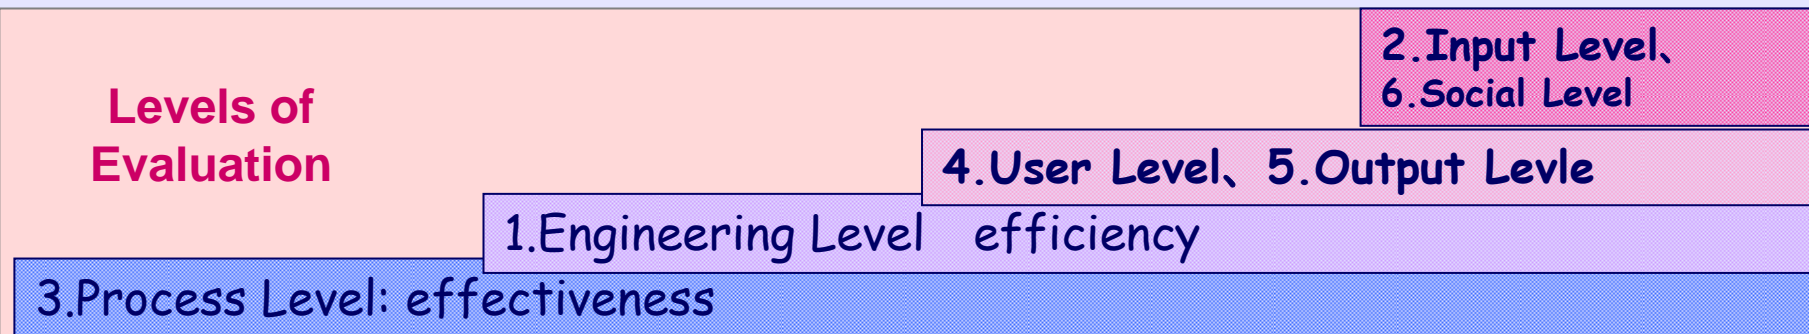 Levels of
Evaluation
2.Input Level、
6.Social Level
4.User Level、5.Output Levle
1.Engineering Level efficiency
3.Process Level: effectiveness